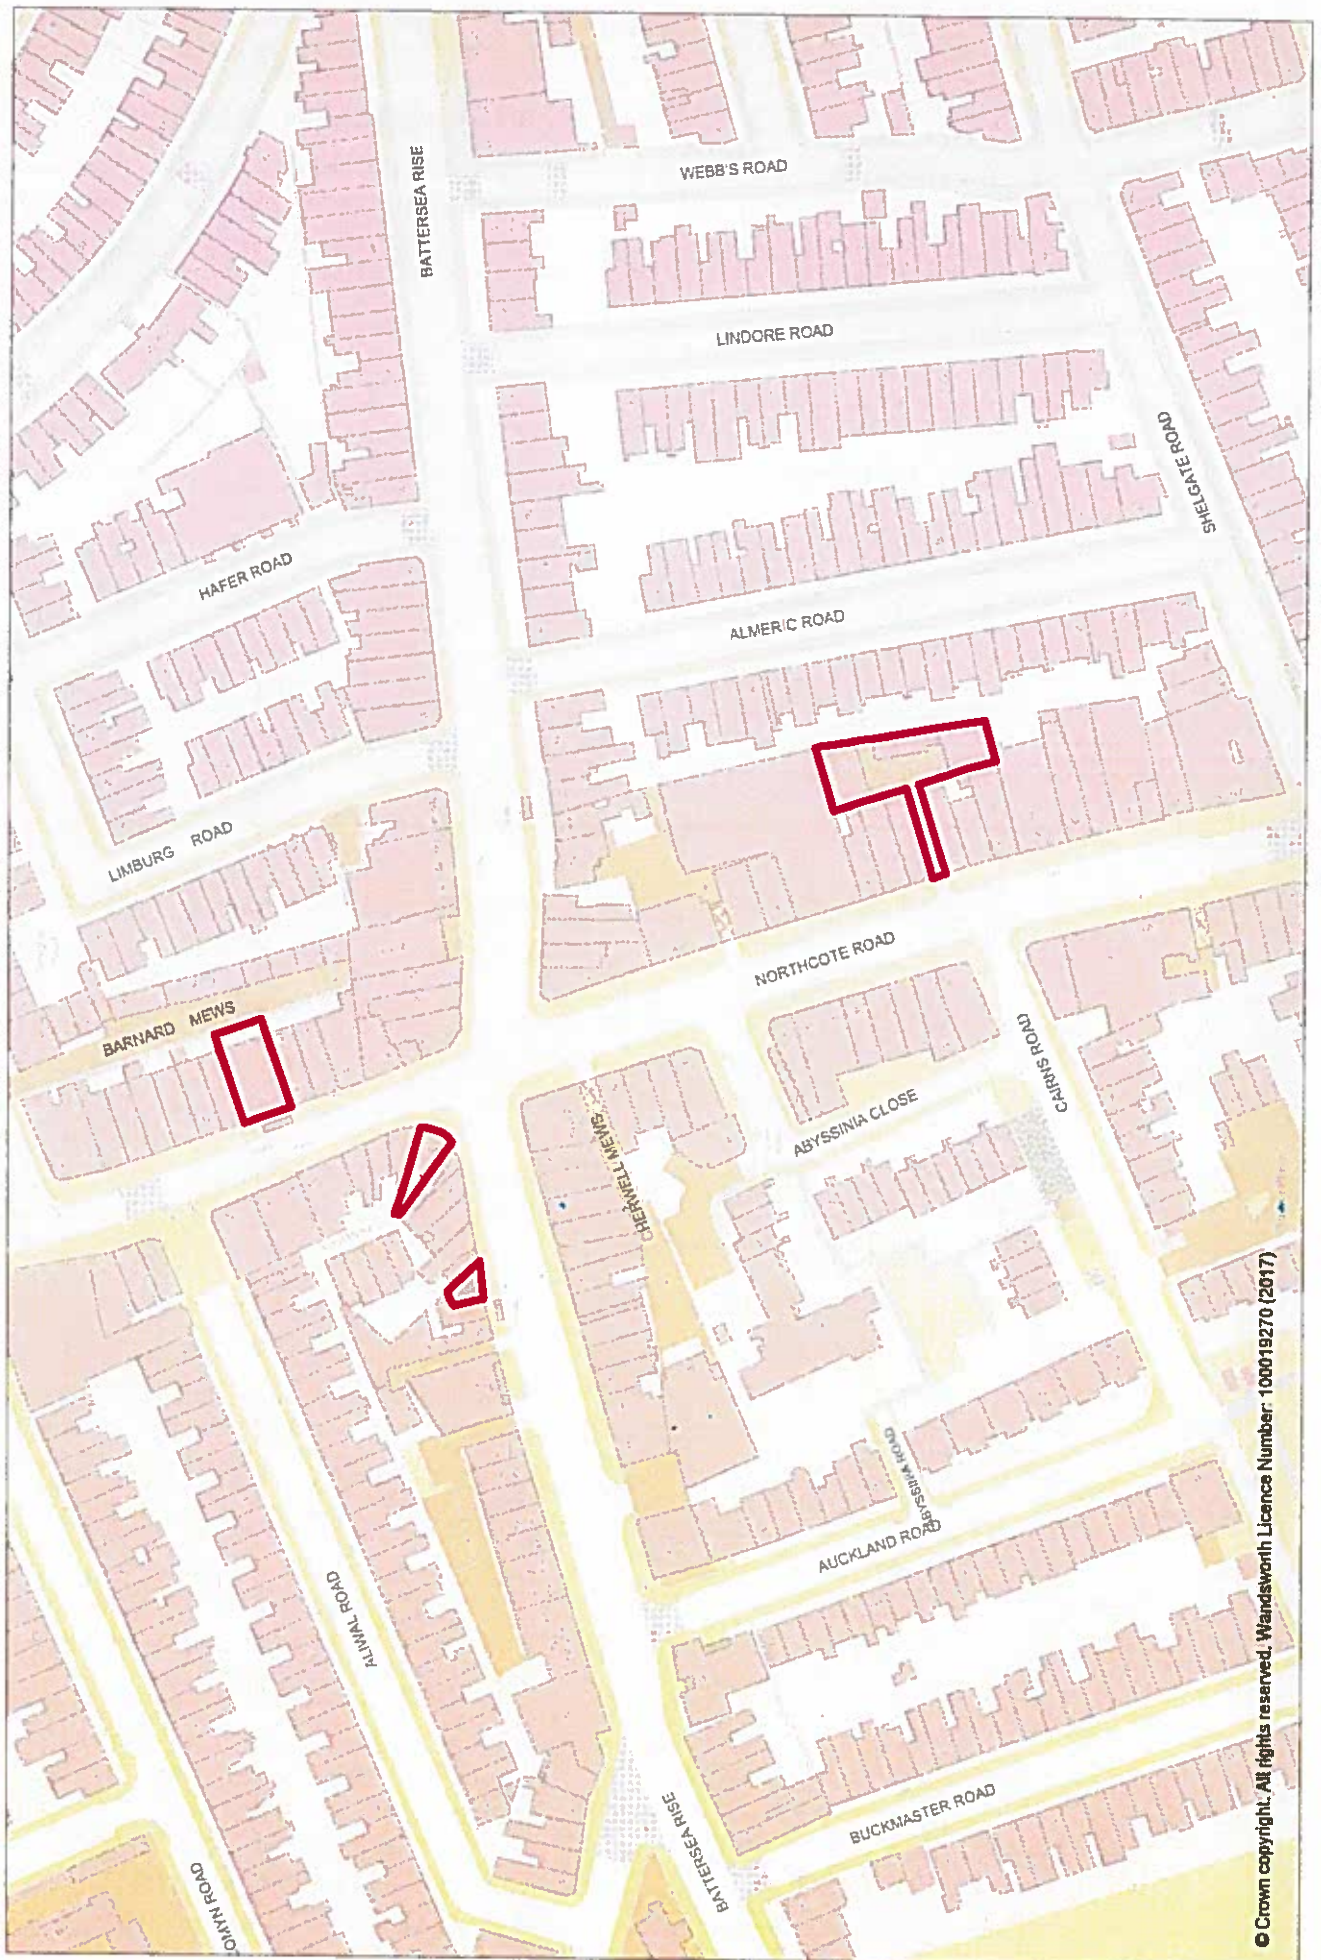 WEBB'S ROAD
BATTERSEA RISE
LINDORE ROAD
SHELGATE ROAD
HAFER ROAD
ALMERIC ROAD
LIMBURG ROAD
NORTHCOTE ROAD
BARNARD MEWS
CAIRNS ROAD
ABYSSINIA CLOSE
CHERWELL MEWS
ABYSSINIA ROAD
AUCKLAND ROAD
ALIWAL ROAD
BUCKMASTER ROAD
BATTERSEA RISE
OMYN ROAD
© Crown copyright. All rights reserved. Wandsworth Licence Number: 100019270 (2017)